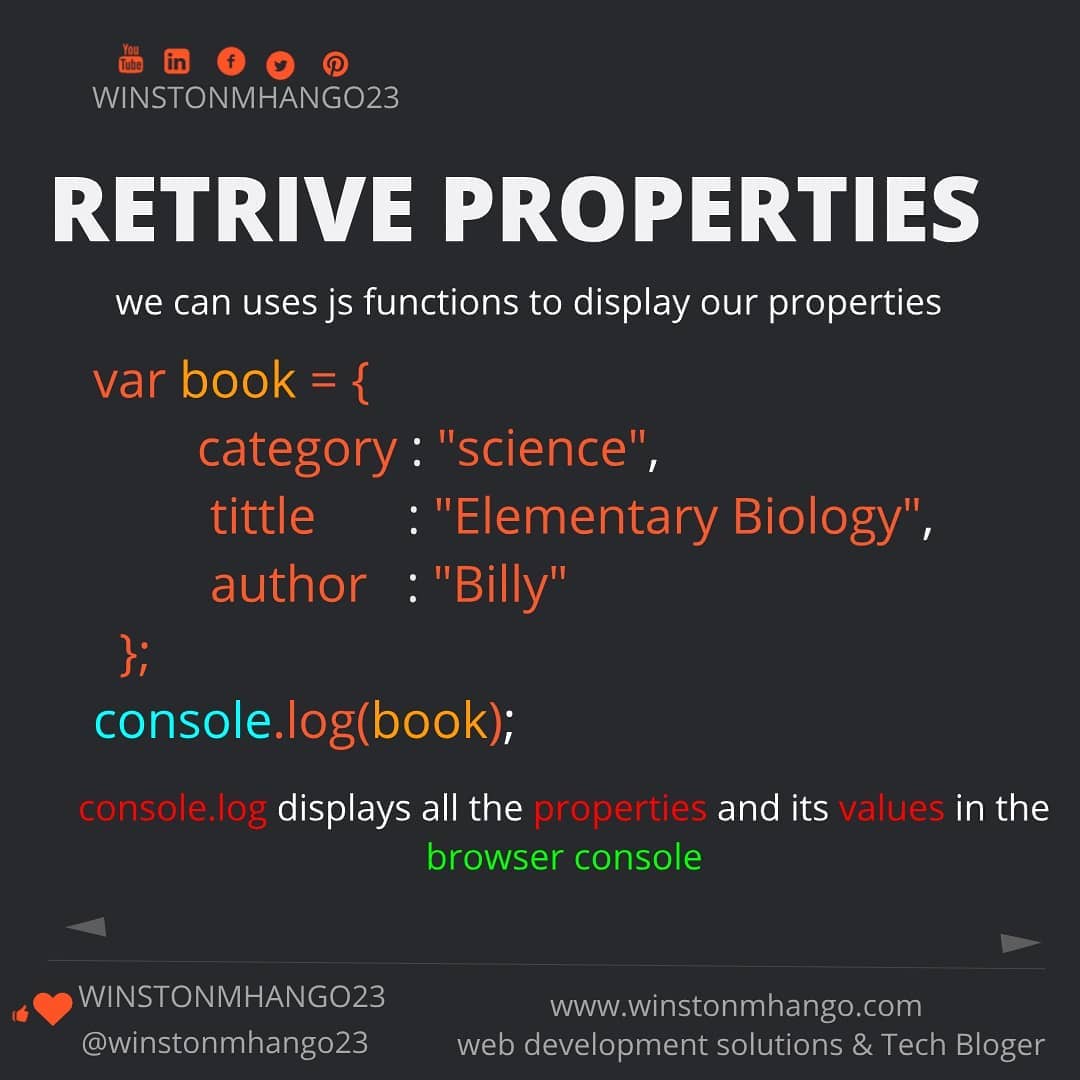 You
Tube in f P
WINSTONMHANGO23
RETRIVE PROPERTIES
we can uses js functions to display our properties
var book = {
category : "science",
tittle : "Elementary Biology",
author : "Billy"
};
console.log(book);
console.log displays all the properties and its values in the
browser console
WINSTONMHANGO23
@winstonmhango23
www.winstonmhango.com
web development solutions & Tech Bloger